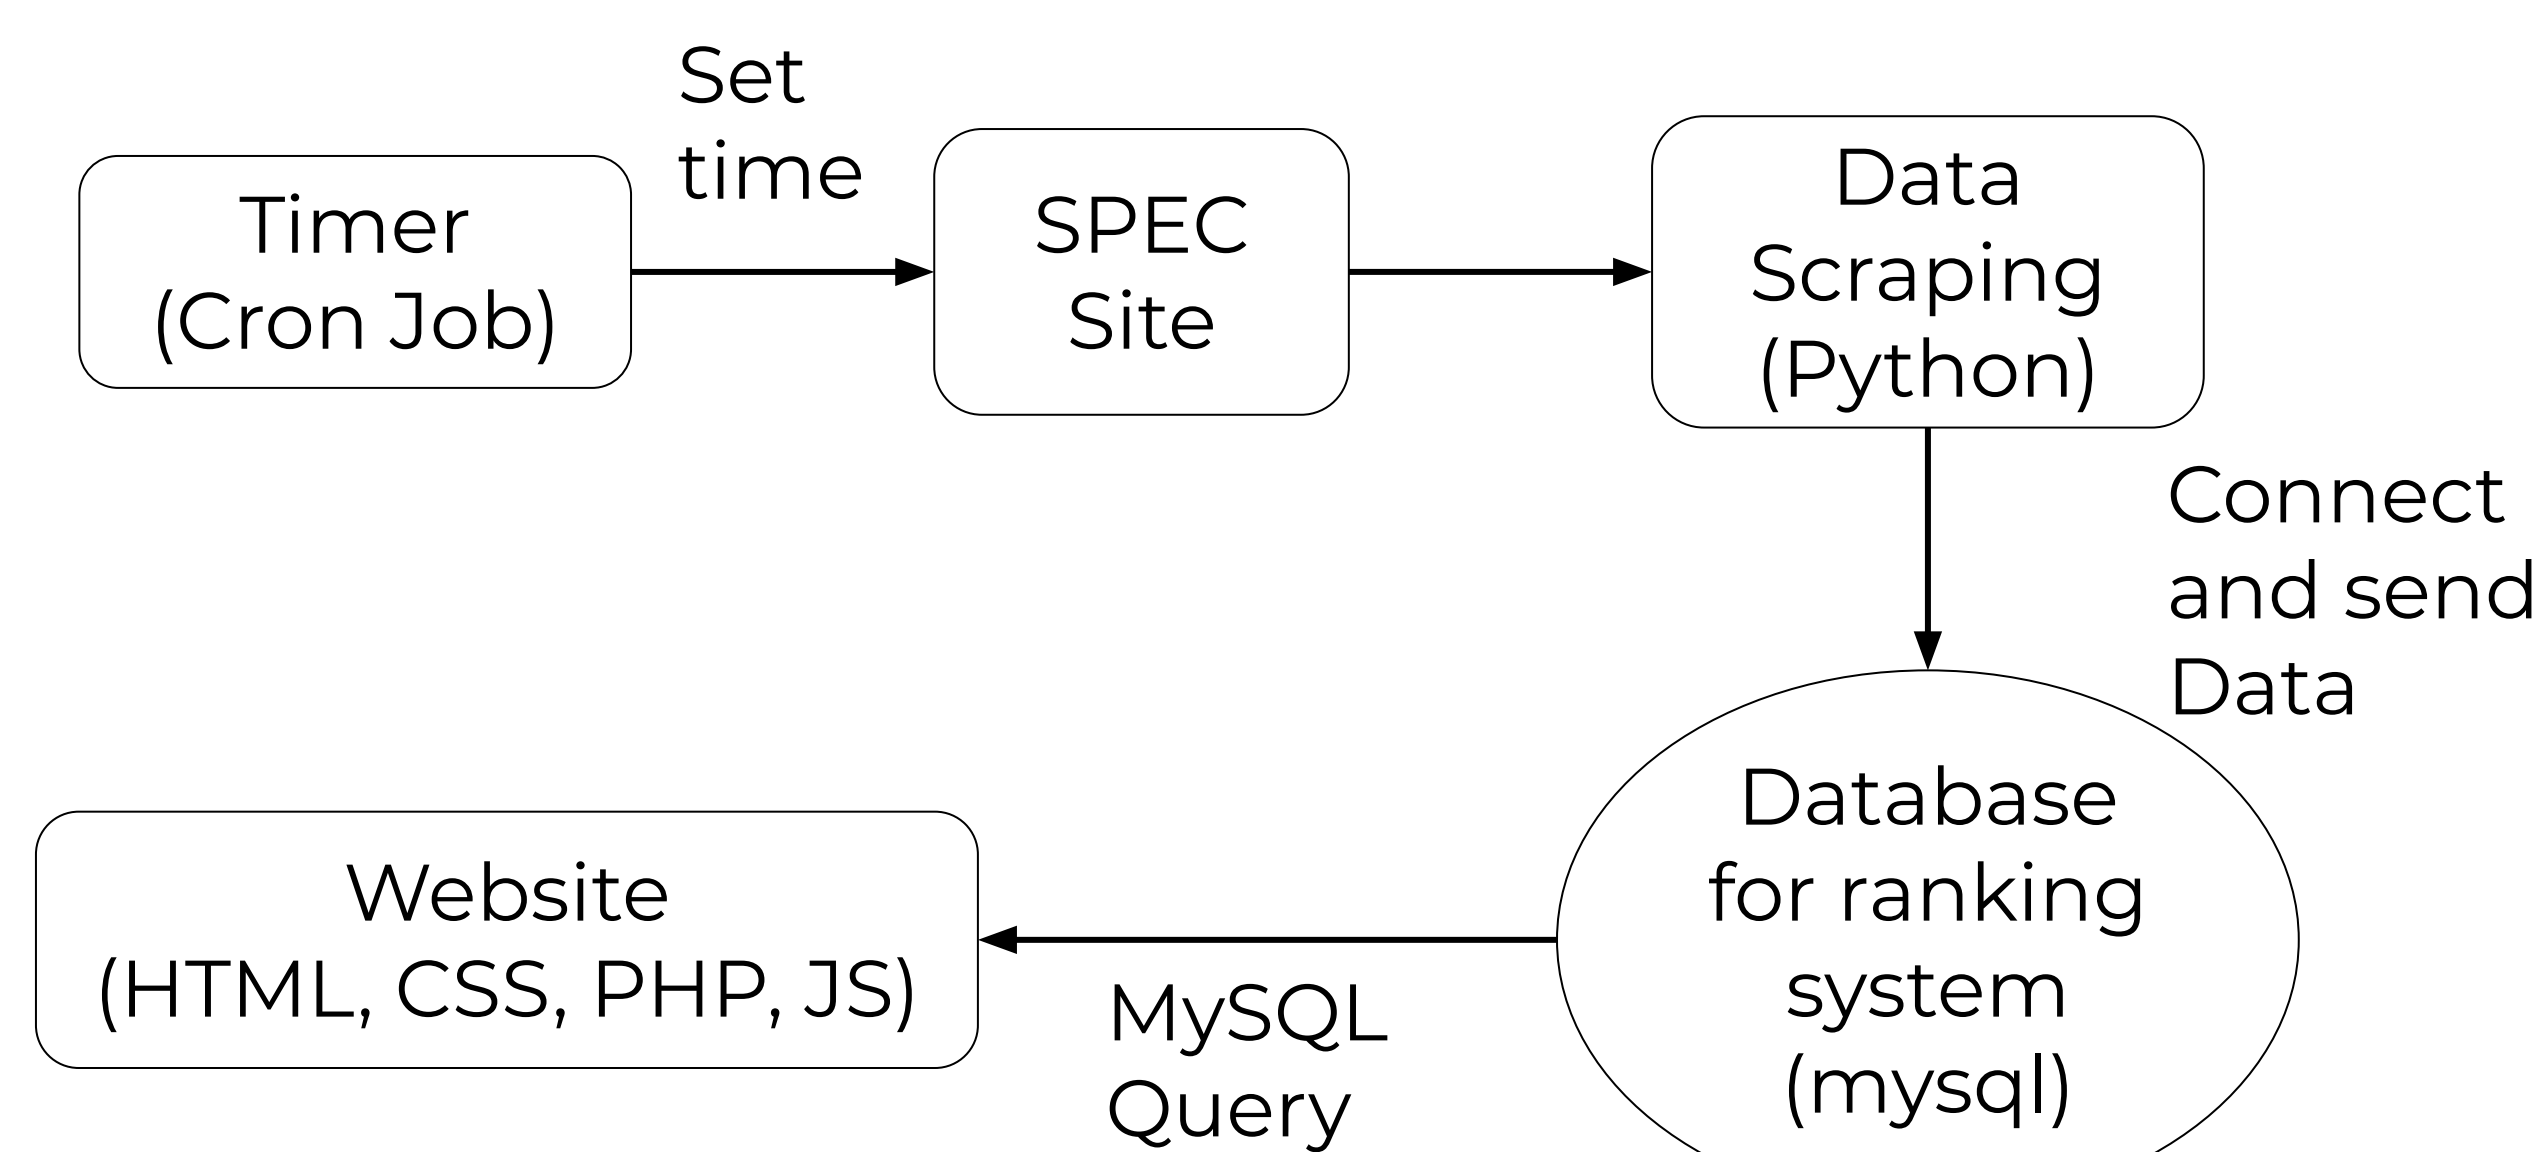 Set
time
Timer
(Cron Job)
SPEC
Site
Data
Scraping
(Python)
Connect
and send
Data
Database
for ranking
system
(mysql)
Website
(HTML, CSS, PHP, JS)
MySQL
Query